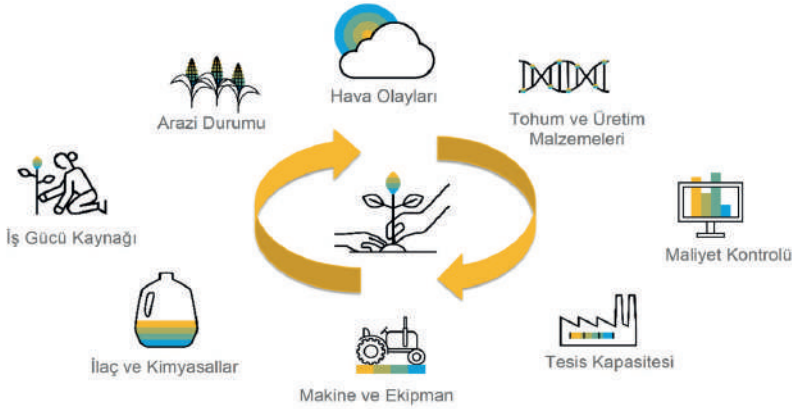 Hava Olayları
Arazi Durumu
Tohum ve Üretim
Malzemeleri
İş Gücü Kaynağı
Maliyet Kontrolü
İlaç ve Kimyasallar
Tesis Kapasitesi
Makine ve Ekipman